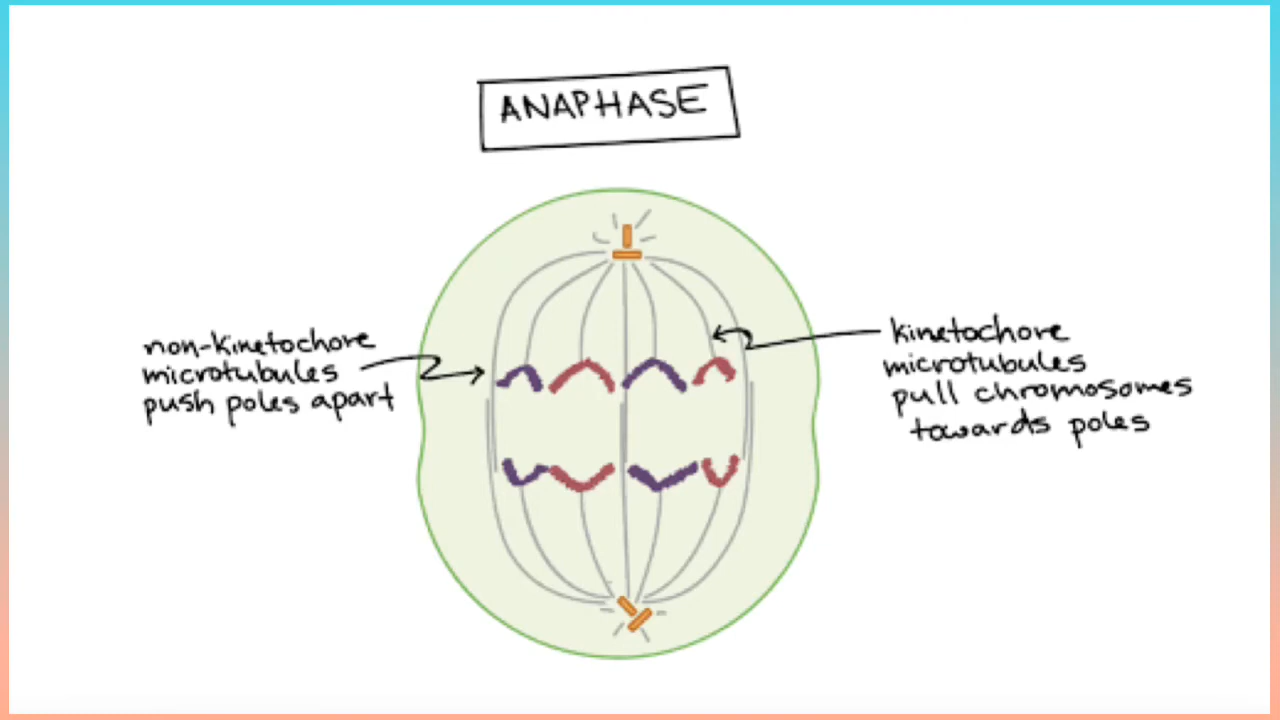 ANAPHASE
non-kinetochore
microtubules
push poles apart
kinetochore
microtubules
pull chromosomes
towards poles